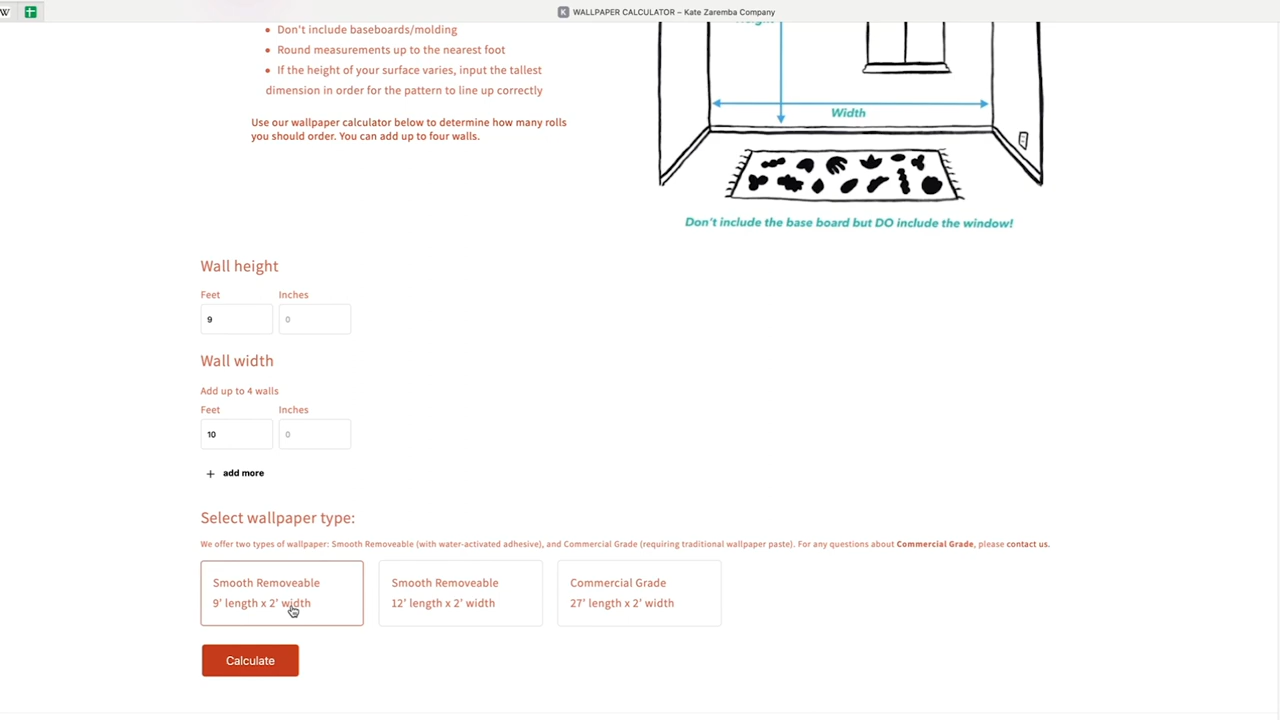 W
WALLPAPER CALCULATOR – Kate Zaremba Company
Don't include baseboards/molding
Round measurements up to the nearest foot
If the height of your surface varies, input the tallest
dimension in order for the pattern to line up correctly
Use our wallpaper calculator below to determine how many rolls
you should order. You can add up to four walls.
Height
Width
Don't include the base board but DO include the window!
Wall height
Feet Inches
9 0
Wall width
Add up to 4 walls
Feet Inches
10 0
+ add more
Select wallpaper type:
We offer two types of wallpaper: Smooth Removeable (with water-activated adhesive), and Commercial Grade (requiring traditional wallpaper paste). For any questions about Commercial Grade, please contact us.
Smooth Removeable
9' length x 2' width
Smooth Removeable
12' length x 2' width
Commercial Grade
27' length x 2' width
Calculate